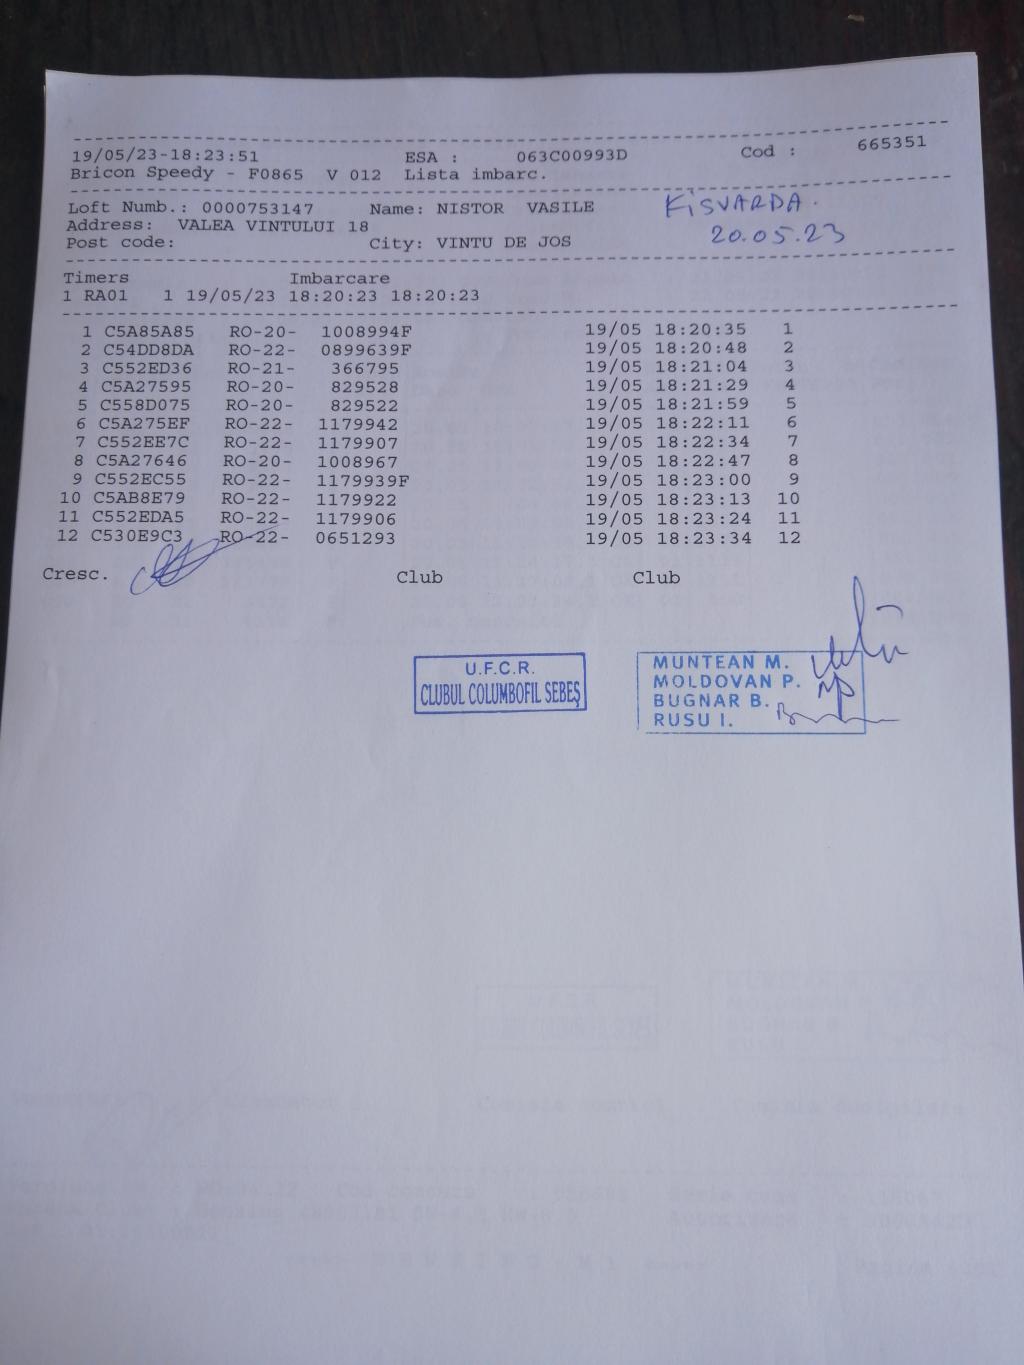 19/05/23-18:23:51 ESA : 063C00993D Cod : 665351
Bricon Speedy - F0865 V 012 Lista imbarc.
Loft Numb.: 0000753147 Name: NISTOR VASILE KISVARDA.
Address: VALEA VINTULUI 18 20.05.23
Post code: City: VINTU DE JOS
Timers Imbarcare
1 RA01 1 19/05/23 18:20:23 18:20:23
1 C5A85A85 RO-20- 1008994F 19/05 18:20:35 1
2 C54DD8DA RO-22- 0899639F 19/05 18:20:48 2
3 C552ED36 RO-21- 366795 19/05 18:21:04 3
4 C5A27595 RO-20- 829528 19/05 18:21:29 4
5 C558D075 RO-20- 829522 19/05 18:21:59 5
6 C5A275EF RO-22- 1179942 19/05 18:22:11 6
7 C552EE7C RO-22- 1179907 19/05 18:22:34 7
8 C5A27646 RO-20- 1008967 19/05 18:22:47 8
9 C552EC55 RO-22- 1179939F 19/05 18:23:00 9
10 C5AB8E79 RO-22- 1179922 19/05 18:23:13 10
11 C552EDA5 RO-22- 1179906 19/05 18:23:24 11
12 C530E9C3 RO-22- 0651293 19/05 18:23:34 12
Cresc. Club Club
U.F.C.R.
CLUBUL COLUMBOFIL SEBEȘ
MUNTEAN M.
MOLDOVAN P.
BUGNAR B.
RUSU I.